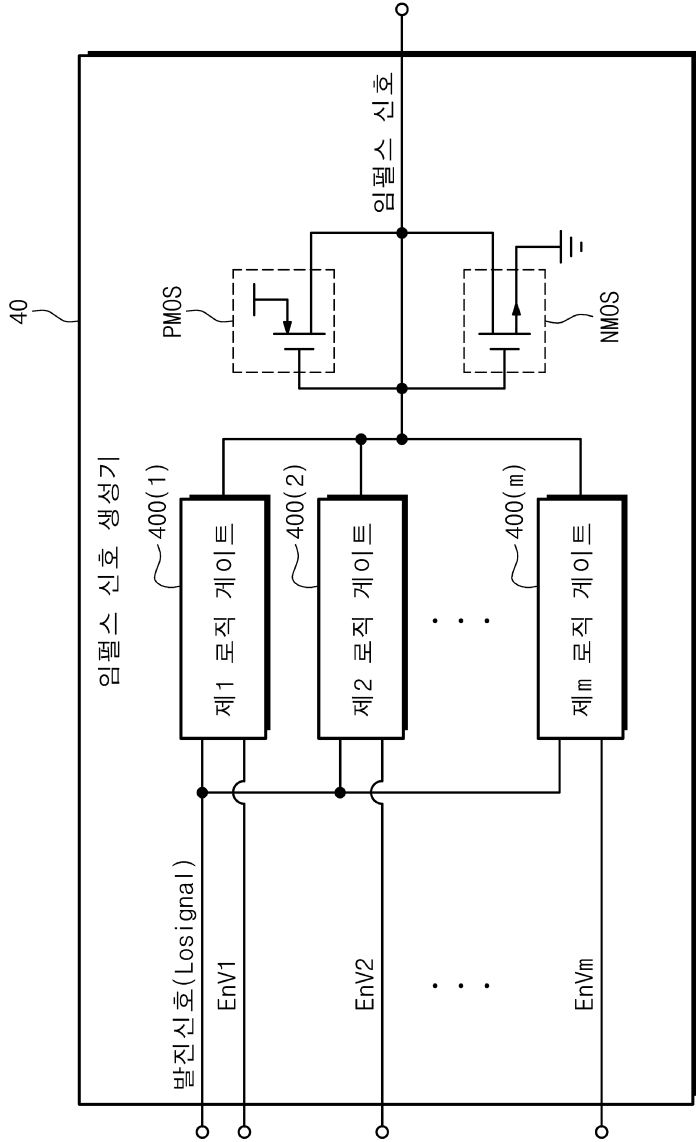 40
임펄스 신호 생성기
발진신호(Losignal)
EnV1
EnV2
. . .
EnVm
400(1)
제1 로직 게이트
400(2)
제2 로직 게이트
. . .
400(m)
제m 로직 게이트
PMOS
NMOS
임펄스 신호